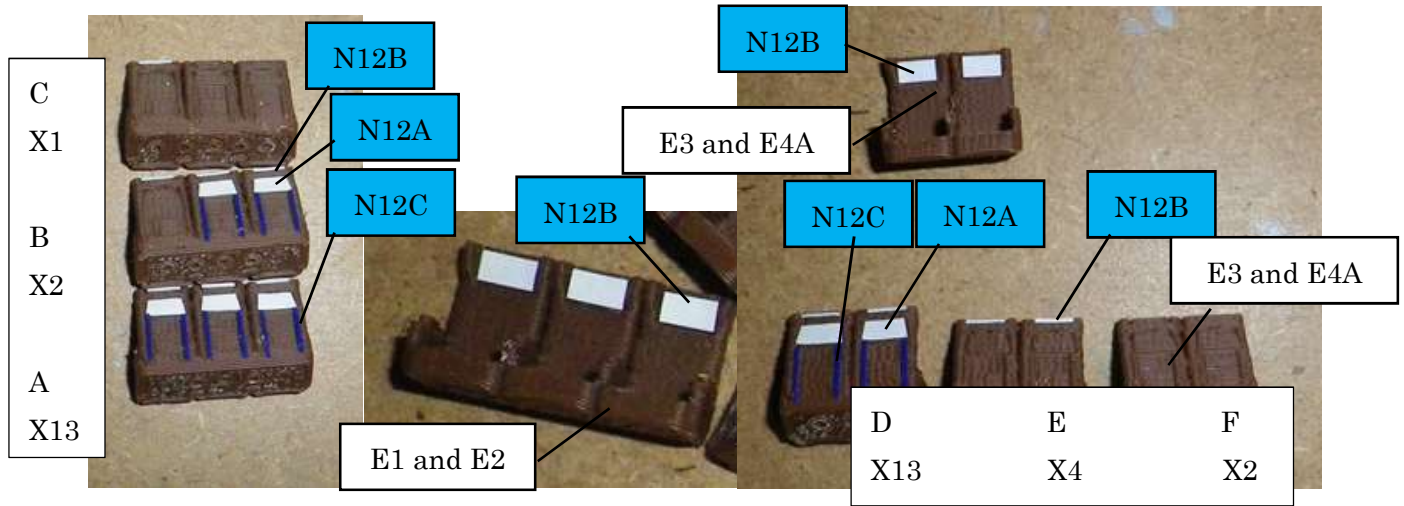 C
X1
B
X2
A
X13
N12B
N12A
N12C
E1 and E2
N12B
N12B
E3 and E4A
N12C
N12A
N12B
E3 and E4A
D E F
X13 X4 X2